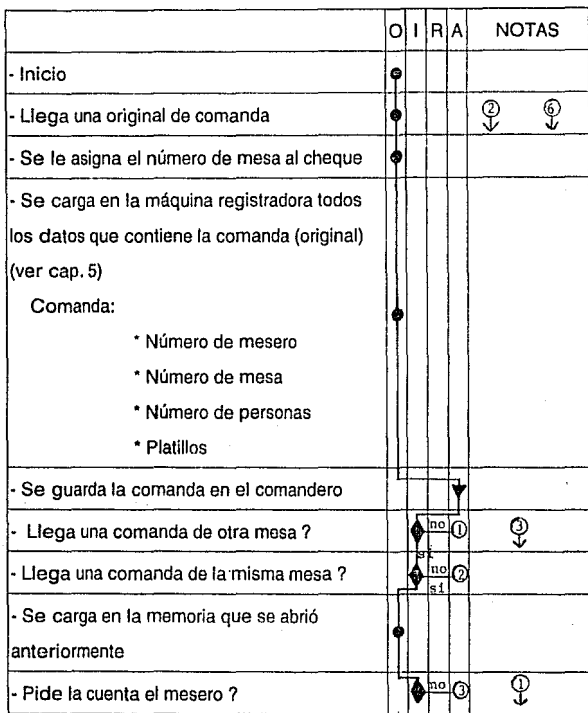 O I R A NOTAS
- Inicio
- Llega una original de comanda ② ⑥
- Se le asigna el número de mesa al cheque
- Se carga en la máquina registradora todos
los datos que contiene la comanda (original)
(ver cap. 5)
Comanda:
* Número de mesero
* Número de mesa
* Número de personas
* Platillos
- Se guarda la comanda en el comandero
- Llega una comanda de otra mesa ? no ① ③
si
- Llega una comanda de la misma mesa ? no ②
si
- Se carga en la memoria que se abrió
anteriormente
- Pide la cuenta el mesero ? no ③ ①